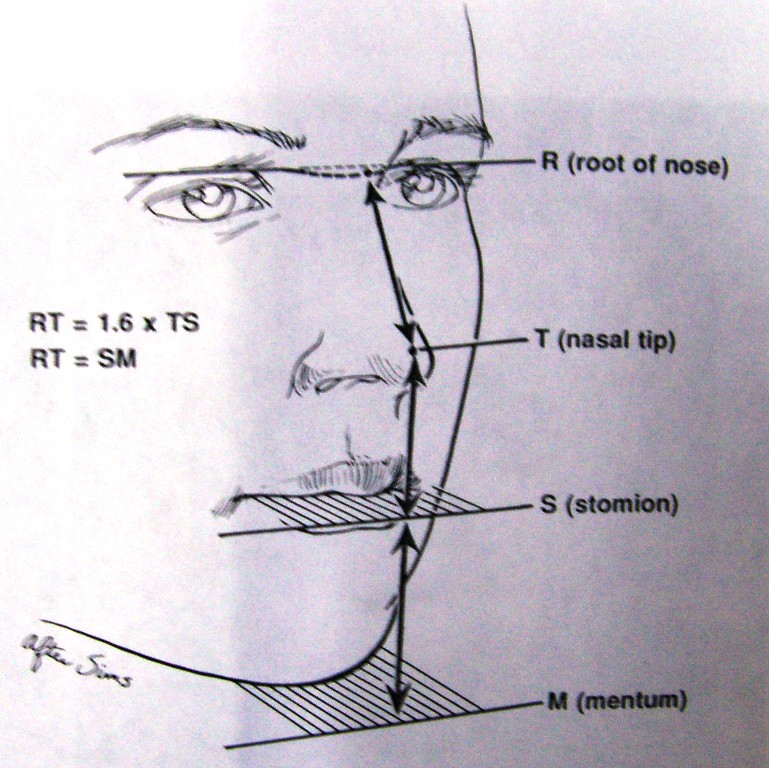 R (root of nose)
RT = 1.6 x TS
RT = SM
T (nasal tip)
S (stomion)
after Sims
M (mentum)